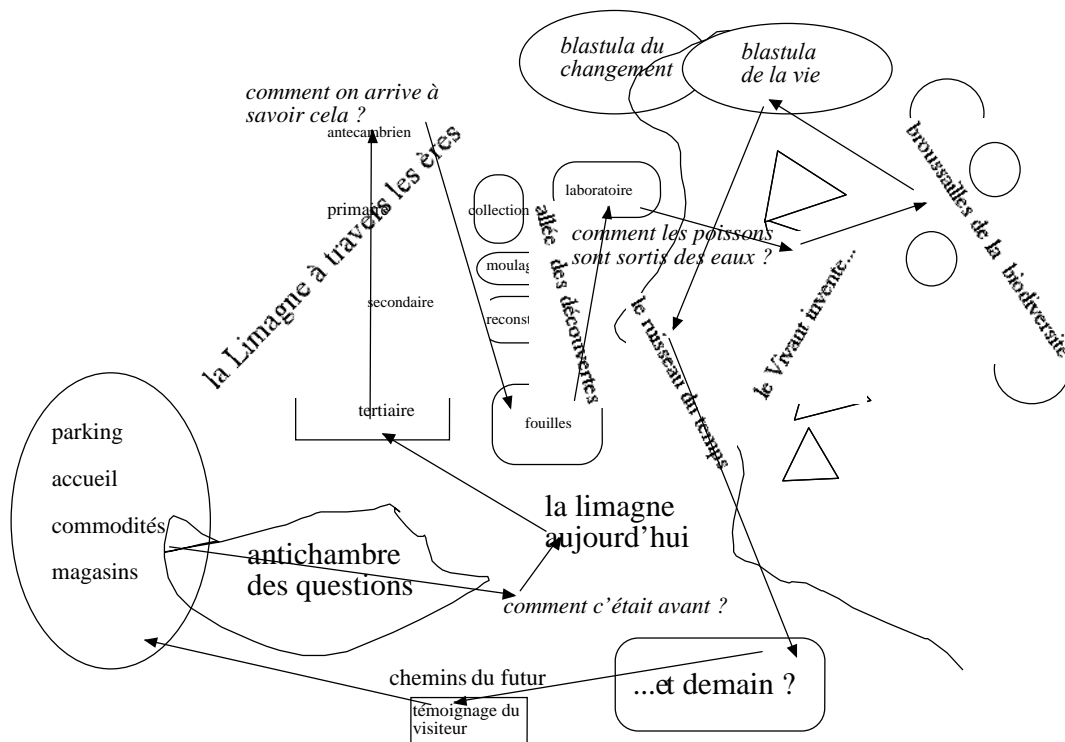 blastula du
changement
blastula
de la vie
comment on arrive à
savoir cela ?
antecambrien
la Limagne à travers les ères
primaire
secondaire
tertiaire
collection
moulag
reconst
fouilles
laboratoire
allée des découvertes
comment les poissons
sont sortis des eaux ?
broussailles de la biodiversite
le Vivant invente...
le ruisseau du temps
parking
accueil
commodités
magasins
antichambre
des questions
la limagne
aujourd'hui
comment c'était avant ?
chemins du futur
témoignage du
visiteur
...et demain ?